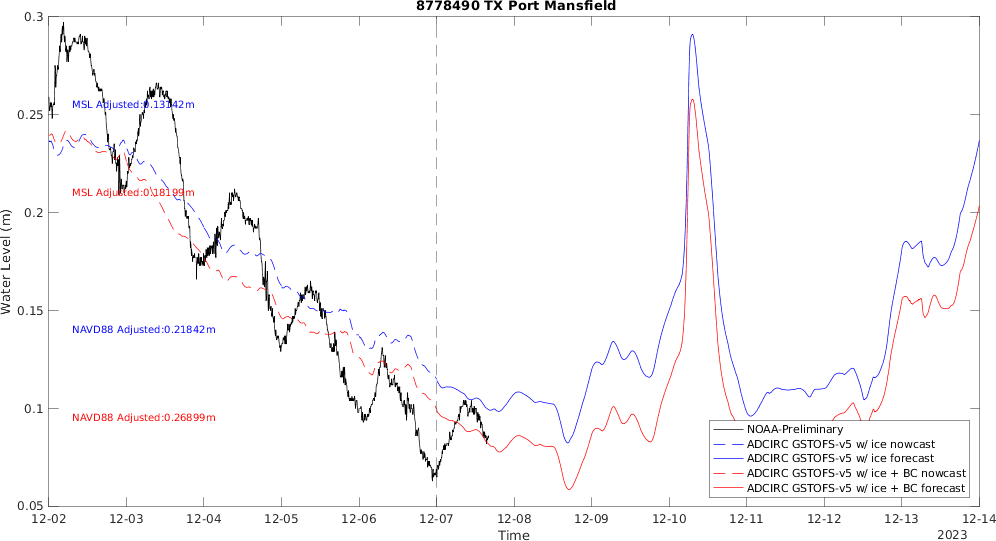 8778490 TX Port Mansfield
0.3
0.25
0.2
0.15
0.1
0.05
Water Level (m)
MSL Adjusted:0.13142m
MSL Adjusted:0.18199m
NAVD88 Adjusted:0.21842m
NAVD88 Adjusted:0.26899m
NOAA-Preliminary
ADCIRC GSTOFS-v5 w/ ice nowcast
ADCIRC GSTOFS-v5 w/ ice forecast
ADCIRC GSTOFS-v5 w/ ice + BC nowcast
ADCIRC GSTOFS-v5 w/ ice + BC forecast
12-02 12-03 12-04 12-05 12-06 12-07 12-08 12-09 12-10 12-11 12-12 12-13 12-14
Time
2023